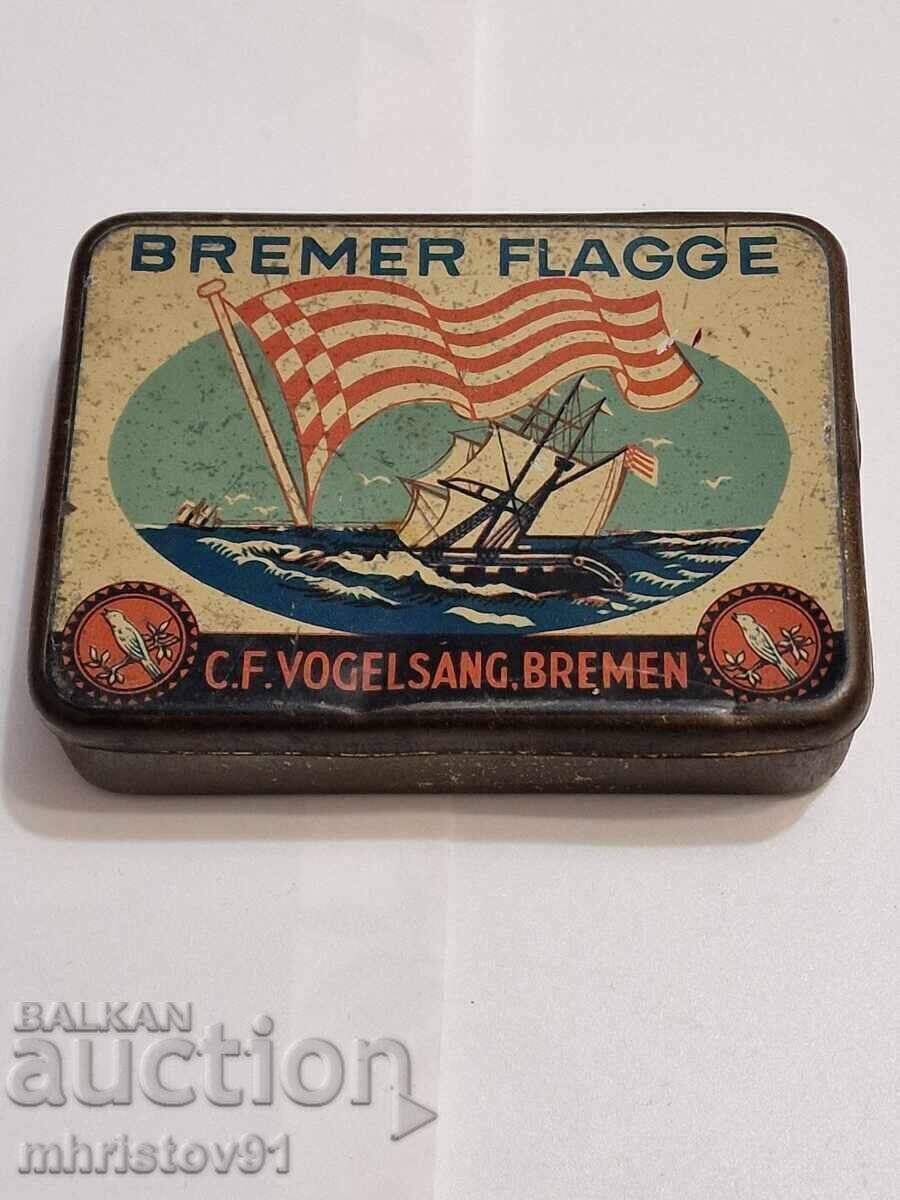 BREMER FLAGGE
C.F. VOGELSANG, BREMEN
BALKAN
auction
mhristov91